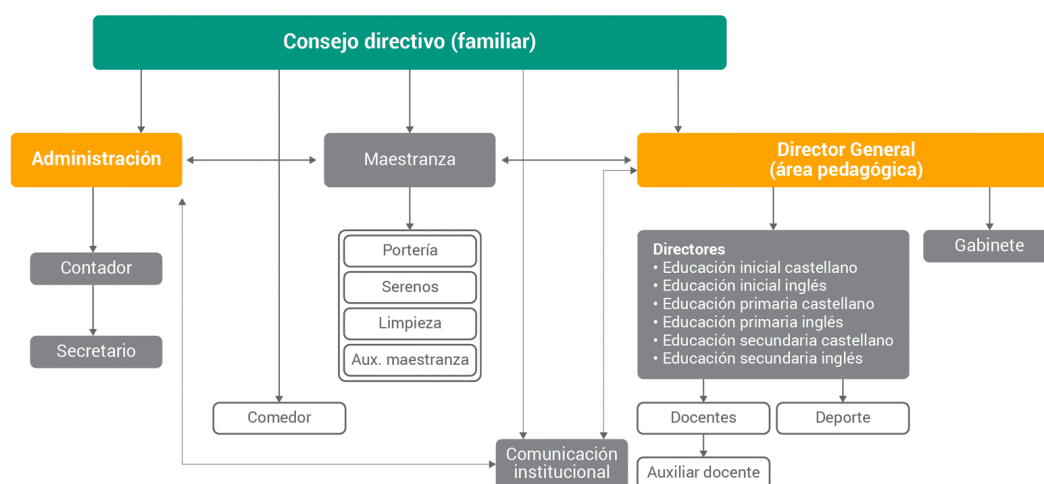 Consejo directivo (familiar)
Administración
Maestranza
Director General
(área pedagógica)
Contador
Secretario
Portería
Serenos
Limpieza
Aux. maestranza
Comedor
Comunicación
institucional
Directores
• Educación inicial castellano
• Educación inicial inglés
• Educación primaria castellano
• Educación primaria inglés
• Educación secundaria castellano
• Educación secundaria inglés
Gabinete
Docentes
Deporte
Auxiliar docente